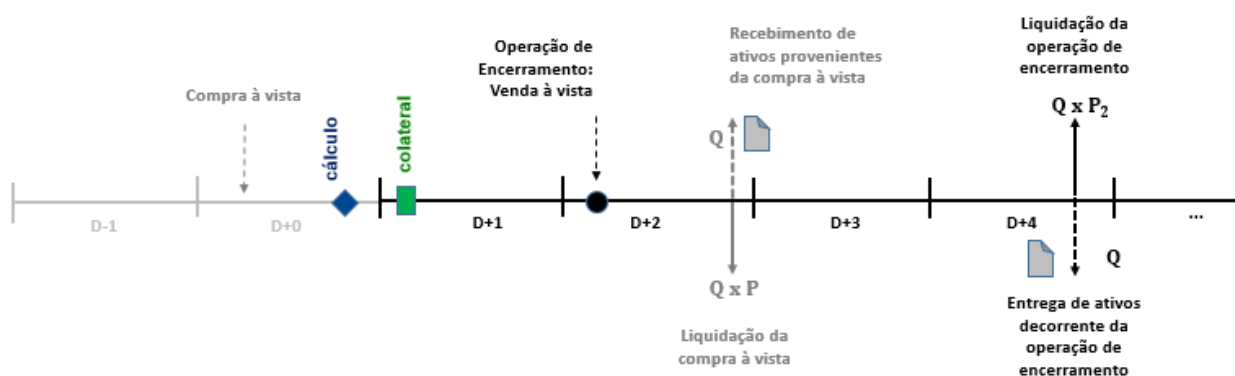 Compra à vista
cálculo
colateral
Operação de
Encerramento:
Venda à vista
Recebimento de
ativos provenientes
da compra à vista
Q
Liquidação da
operação de
encerramento
Q x P₂
D-1
D+0
D+1
D+2
D+3
D+4
...
Q x P
Liquidação da
compra à vista
Q
Entrega de ativos
decorrente da
operação de
encerramento